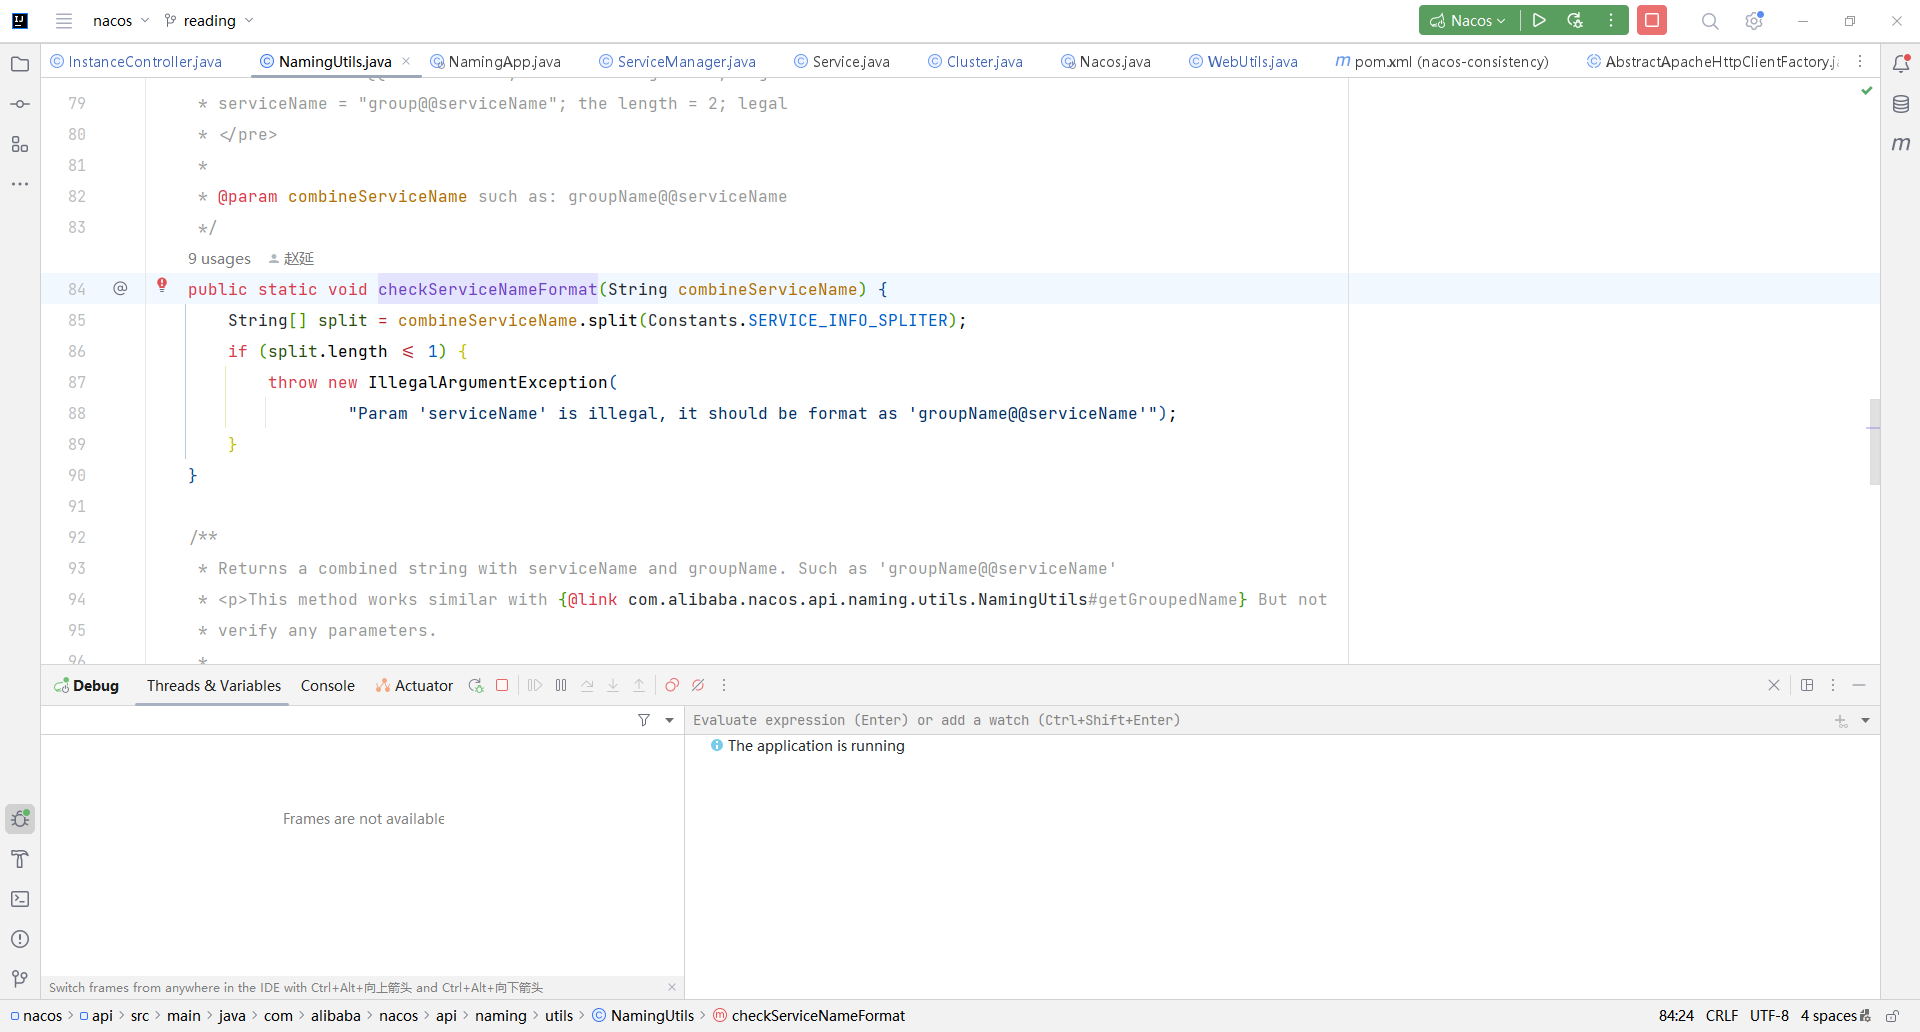 nacos reading Nacos
InstanceController.java NamingUtils.java NamingApp.java ServiceManager.java Service.java Cluster.java Nacos.java WebUtils.java pom.xml (nacos-consistency) AbstractApacheHttpClientFactory.j
79 * serviceName = "group@@serviceName"; the length = 2; legal
80 * </pre>
81 *
82 * @param combineServiceName such as: groupName@@serviceName
83 */
9 usages 赵延
84 @ public static void checkServiceNameFormat(String combineServiceName) {
85 String[] split = combineServiceName.split(Constants.SERVICE_INFO_SPLITER);
86 if (split.length <= 1) {
87 throw new IllegalArgumentException(
88 "Param 'serviceName' is illegal, it should be format as 'groupName@@serviceName'");
89 }
90 }
91
92 /**
93 * Returns a combined string with serviceName and groupName. Such as 'groupName@@serviceName'
94 * <p>This method works similar with {@link com.alibaba.nacos.api.naming.utils.NamingUtils#getGroupedName} But not
95 * verify any parameters.
96 *
Debug Threads & Variables Console Actuator
Evaluate expression (Enter) or add a watch (Ctrl+Shift+Enter)
The application is running
Frames are not available
Switch frames from anywhere in the IDE with Ctrl+Alt+向上箭头 and Ctrl+Alt+向下箭头
nacos > api > src > main > java > com > alibaba > nacos > api > naming > utils > NamingUtils > checkServiceNameFormat 84:24 CRLF UTF-8 4 spaces